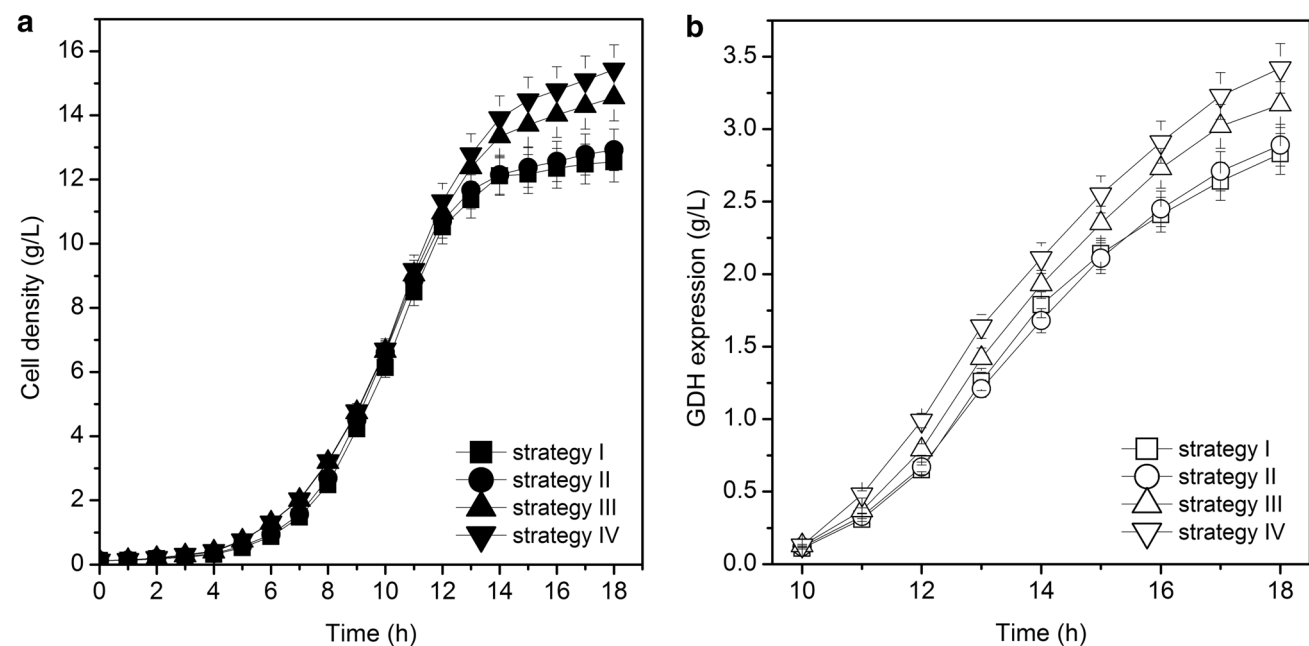 a
Cell density (g/L)
16
14
12
10
8
6
4
2
0
0 2 4 6 8 10 12 14 16 18
Time (h)
strategy I
strategy II
strategy III
strategy IV
b
GDH expression (g/L)
3.5
3.0
2.5
2.0
1.5
1.0
0.5
0.0
10 12 14 16 18
Time (h)
strategy I
strategy II
strategy III
strategy IV